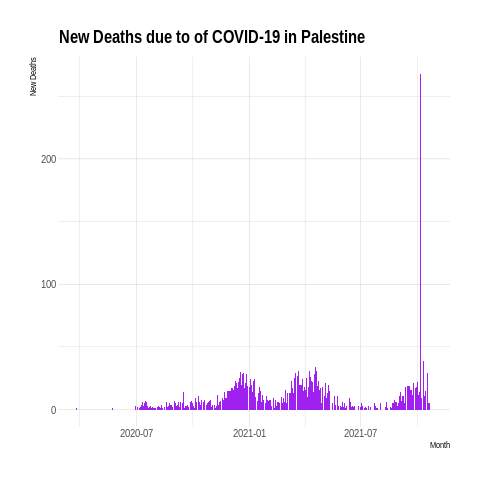 New Deaths due to of COVID-19 in Palestine
New Deaths
200
100
0
2020-07 2021-01 2021-07
Month